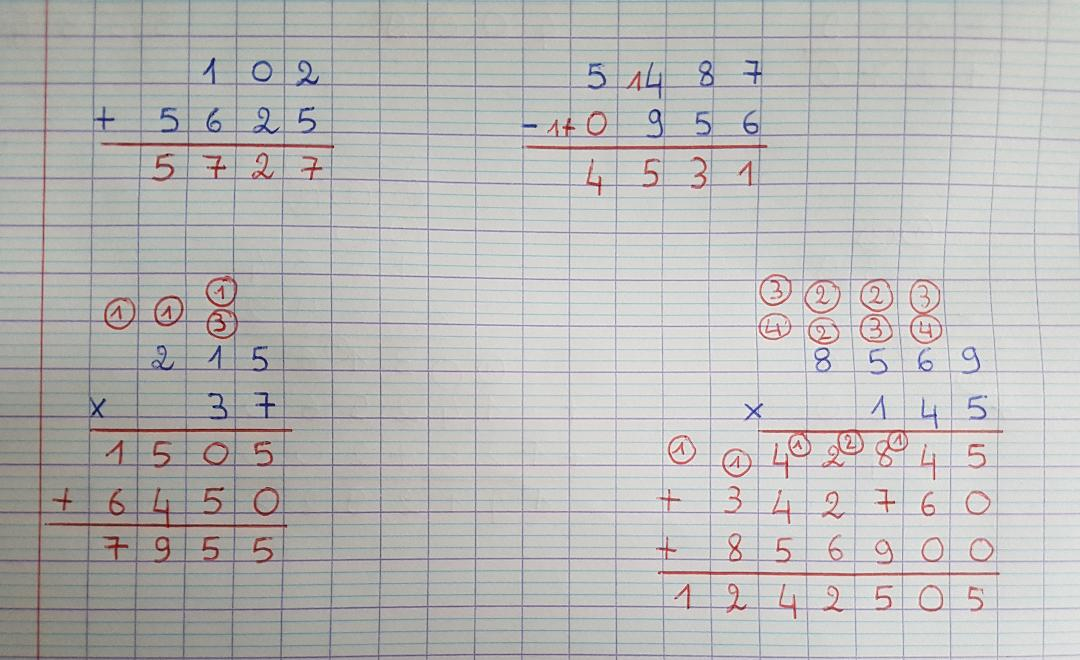 1 0 2
+ 5 6 2 5
5 7 2 7
5 14 8 7
- 1+0 9 5 6
4 5 3 1
1 1 1
3
2 1 5
x 3 7
1 5 0 5
+ 6 4 5 0
7 9 5 5
3 2 2 3
4 2 3 4
8 5 6 9
x 1 4 5
1 1 4 1 2 2 8 1 4 5
+ 3 4 2 7 6 0
+ 8 5 6 9 0 0
1 2 4 2 5 0 5